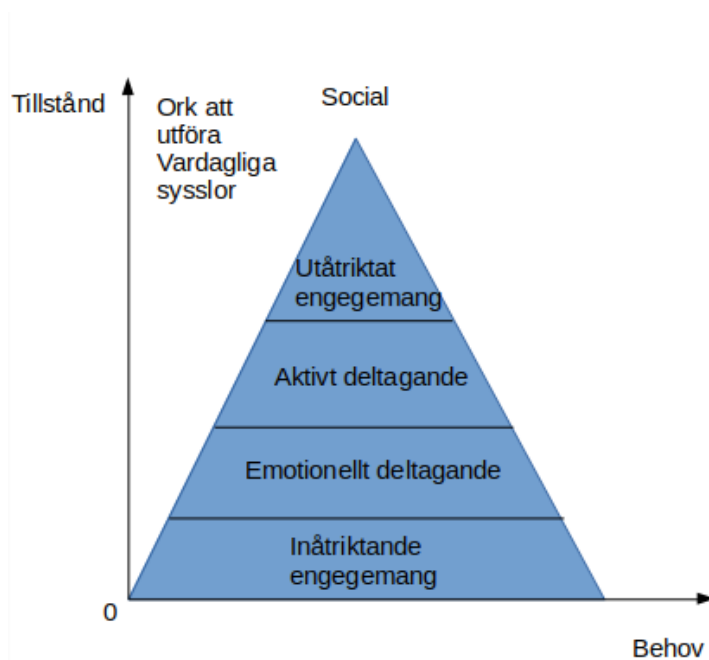 Tillstånd
Ork att
utföra
Vardagliga
sysslor
Social
Utåtriktat
engegemang
Aktivt deltagande
Emotionellt deltagande
Inåtriktande
engegemang
0
Behov